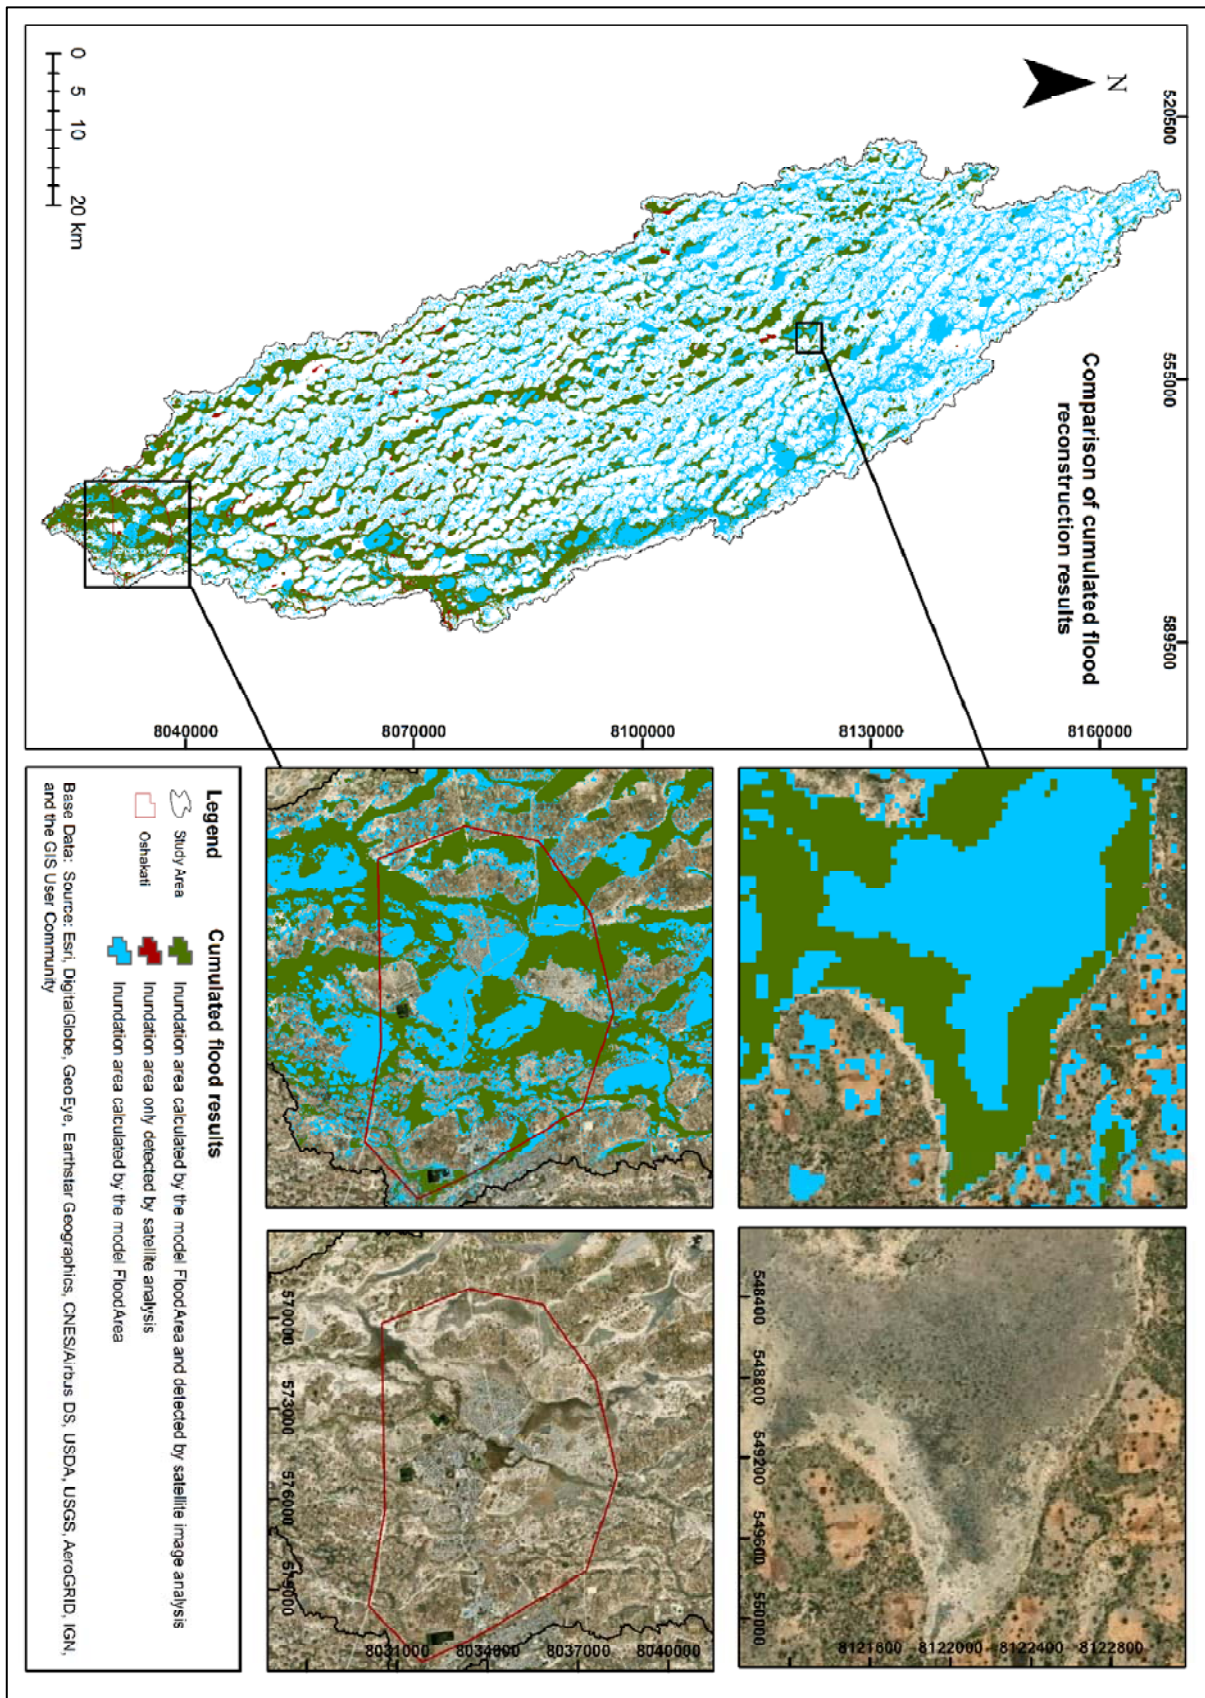 Comparison of cumulated flood
reconstruction results
N
520500
555000
589500
8160000
8130000
8100000
8070000
8040000
0 5 10 20 km
548400
548800
549200
549600
550000
8122800
8122400
8122000
8121600
570000
573000
576000
579000
8040000
8037000
8034000
8031000
Legend
Study Area
Oshakati
Cumulated flood results
Inundation area calculated by the model FloodArea and detected by satellite image analysis
Inundation area only detected by satellite analysis
Inundation area calculated by the model FloodArea
Base Data: Source: Esri, DigitalGlobe, GeoEye, Earthstar Geographics, CNES/Airbus DS, USDA, USGS, AeroGRID, IGN,
and the GIS User Community